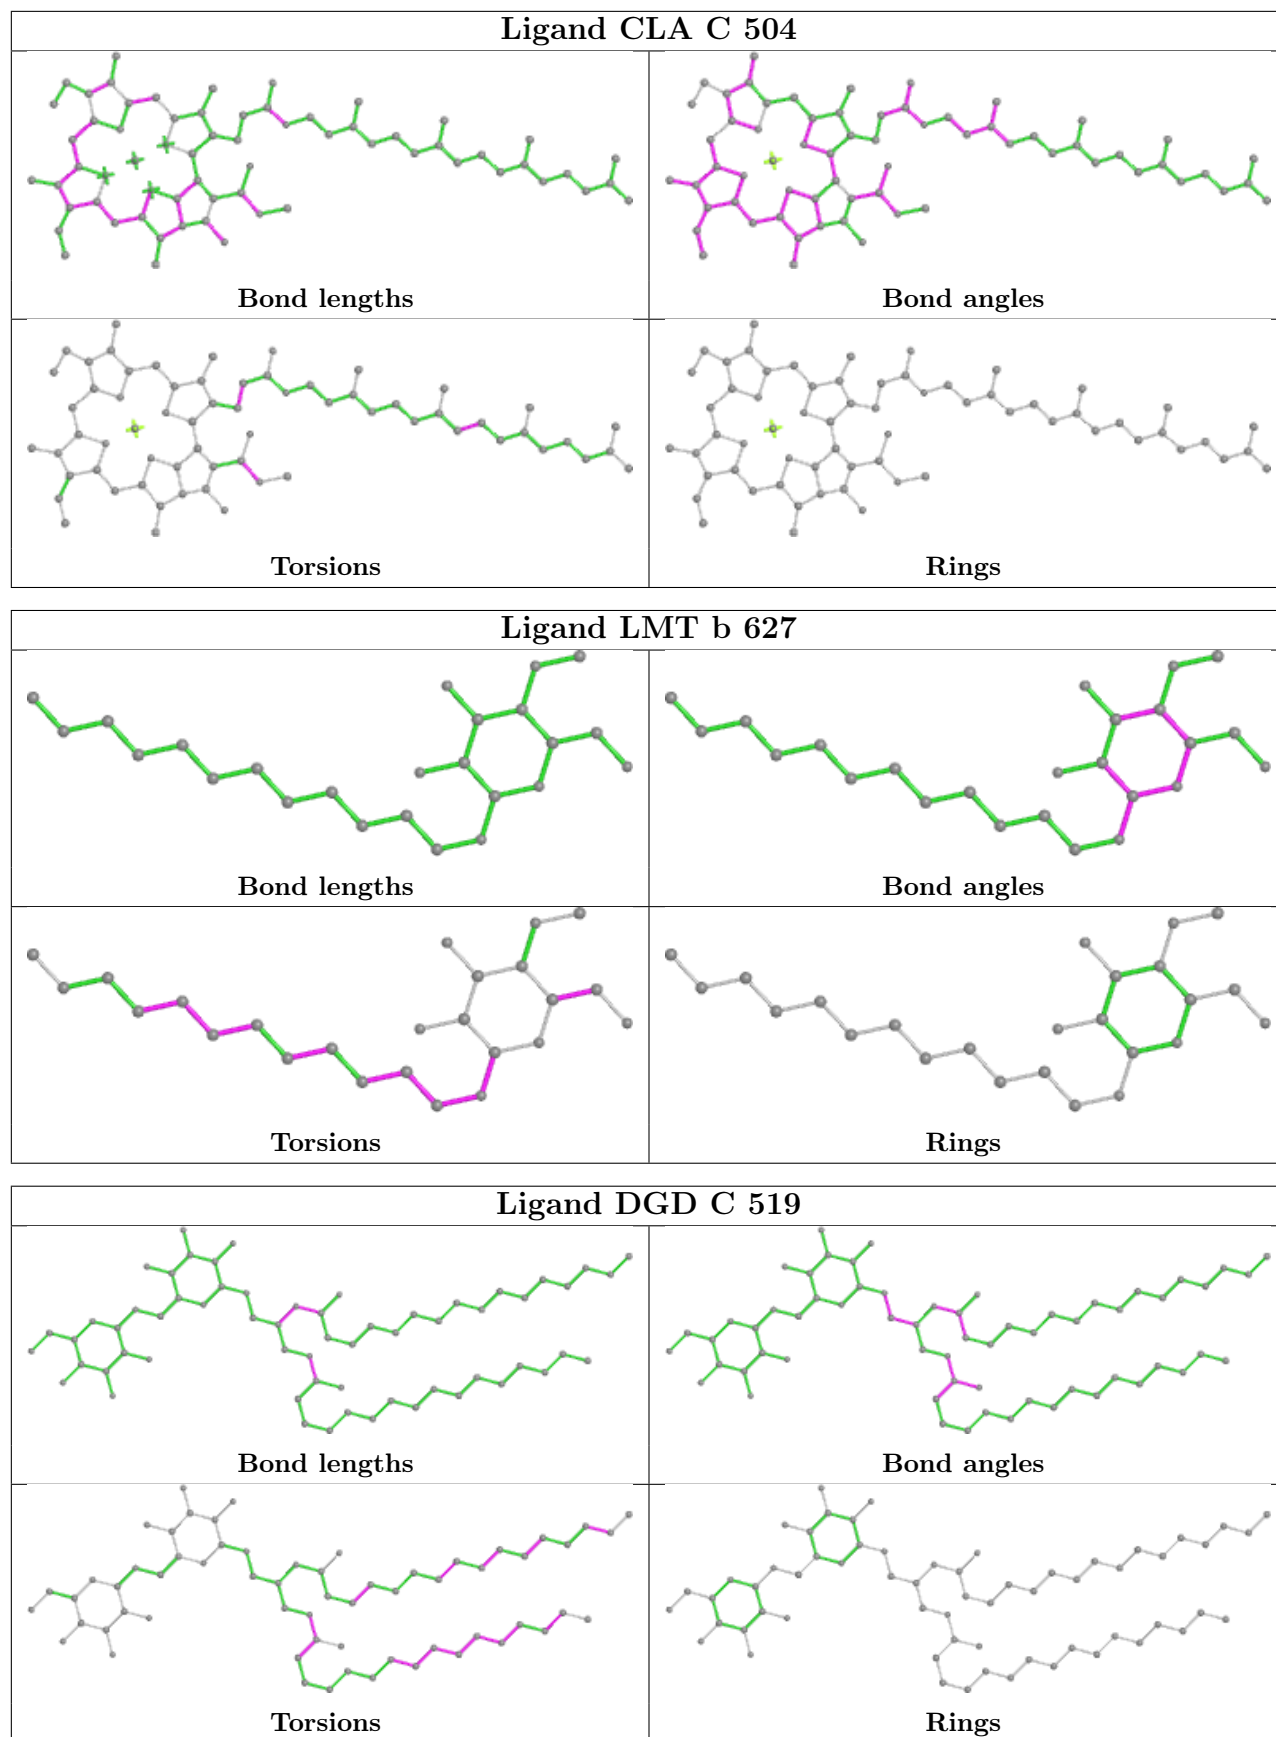 Ligand CLA C 504
Bond lengths
Bond angles
Torsions
Rings
Ligand LMT b 627
Bond lengths
Bond angles
Torsions
Rings
Ligand DGD C 519
Bond lengths
Bond angles
Torsions
Rings